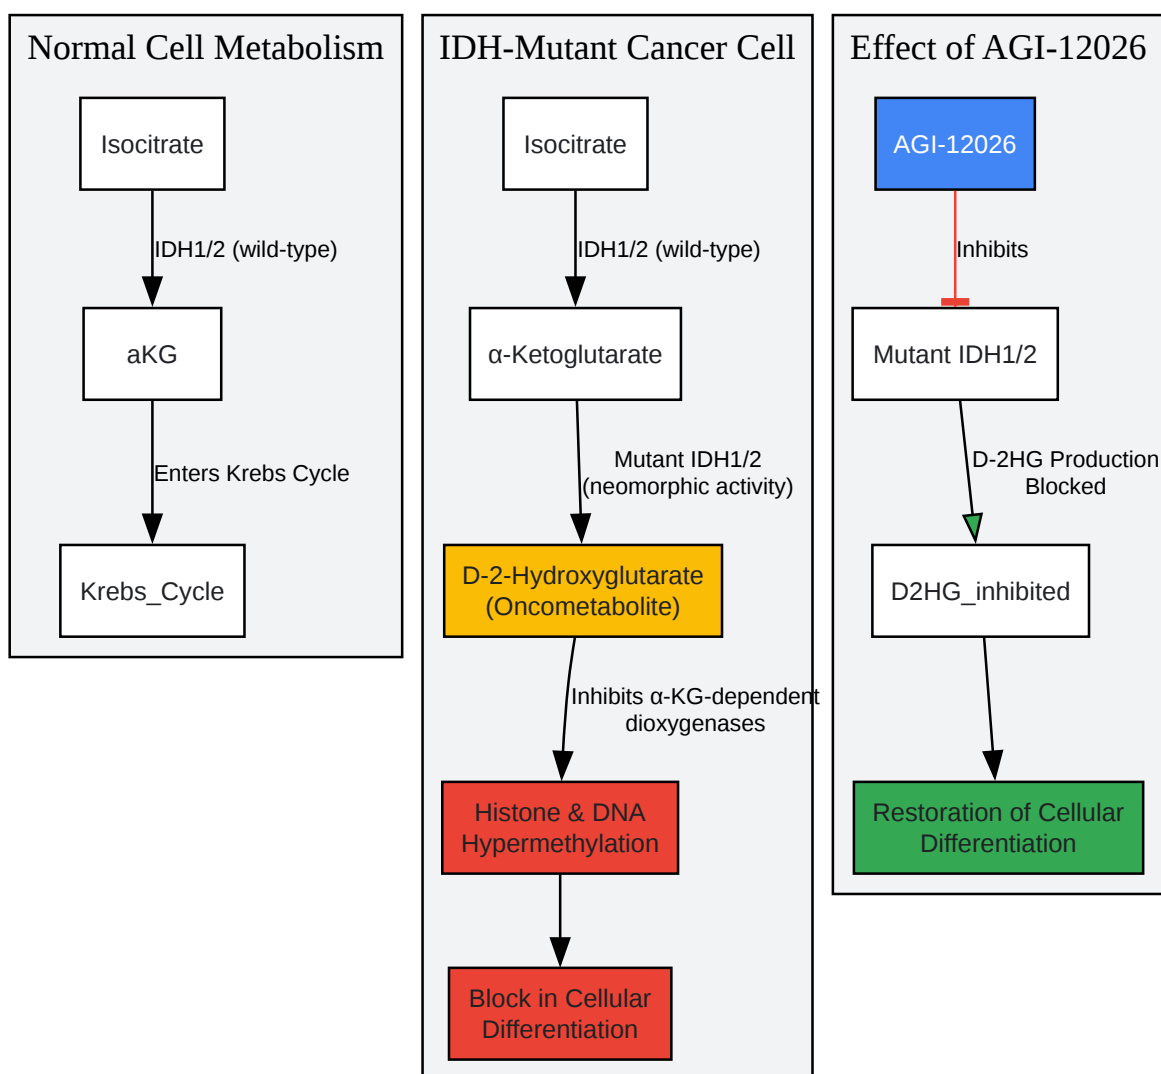 Normal Cell Metabolism
Isocitrate
IDH1/2 (wild-type)
aKG
Enters Krebs Cycle
Krebs_Cycle
IDH-Mutant Cancer Cell
Isocitrate
IDH1/2 (wild-type)
α-Ketoglutarate
Mutant IDH1/2
(neomorphic activity)
D-2-Hydroxyglutarate
(Oncometabolite)
Inhibits α-KG-dependent
dioxygenases
Histone & DNA
Hypermethylation
Block in Cellular
Differentiation
Effect of AGI-12026
AGI-12026
Inhibits
Mutant IDH1/2
D-2HG Production
Blocked
D2HG_inhibited
Restoration of Cellular
Differentiation